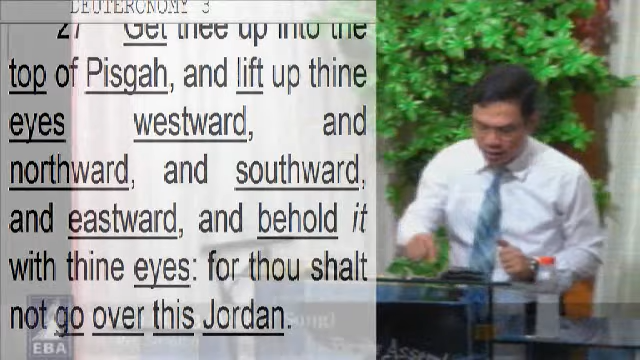 DEUTERONOMY 3
27 Get thee up into the
top of Pisgah, and lift up thine
eyes westward, and
northward, and southward,
and eastward, and behold it
with thine eyes: for thou shalt
not go over this Jordan.
EBA